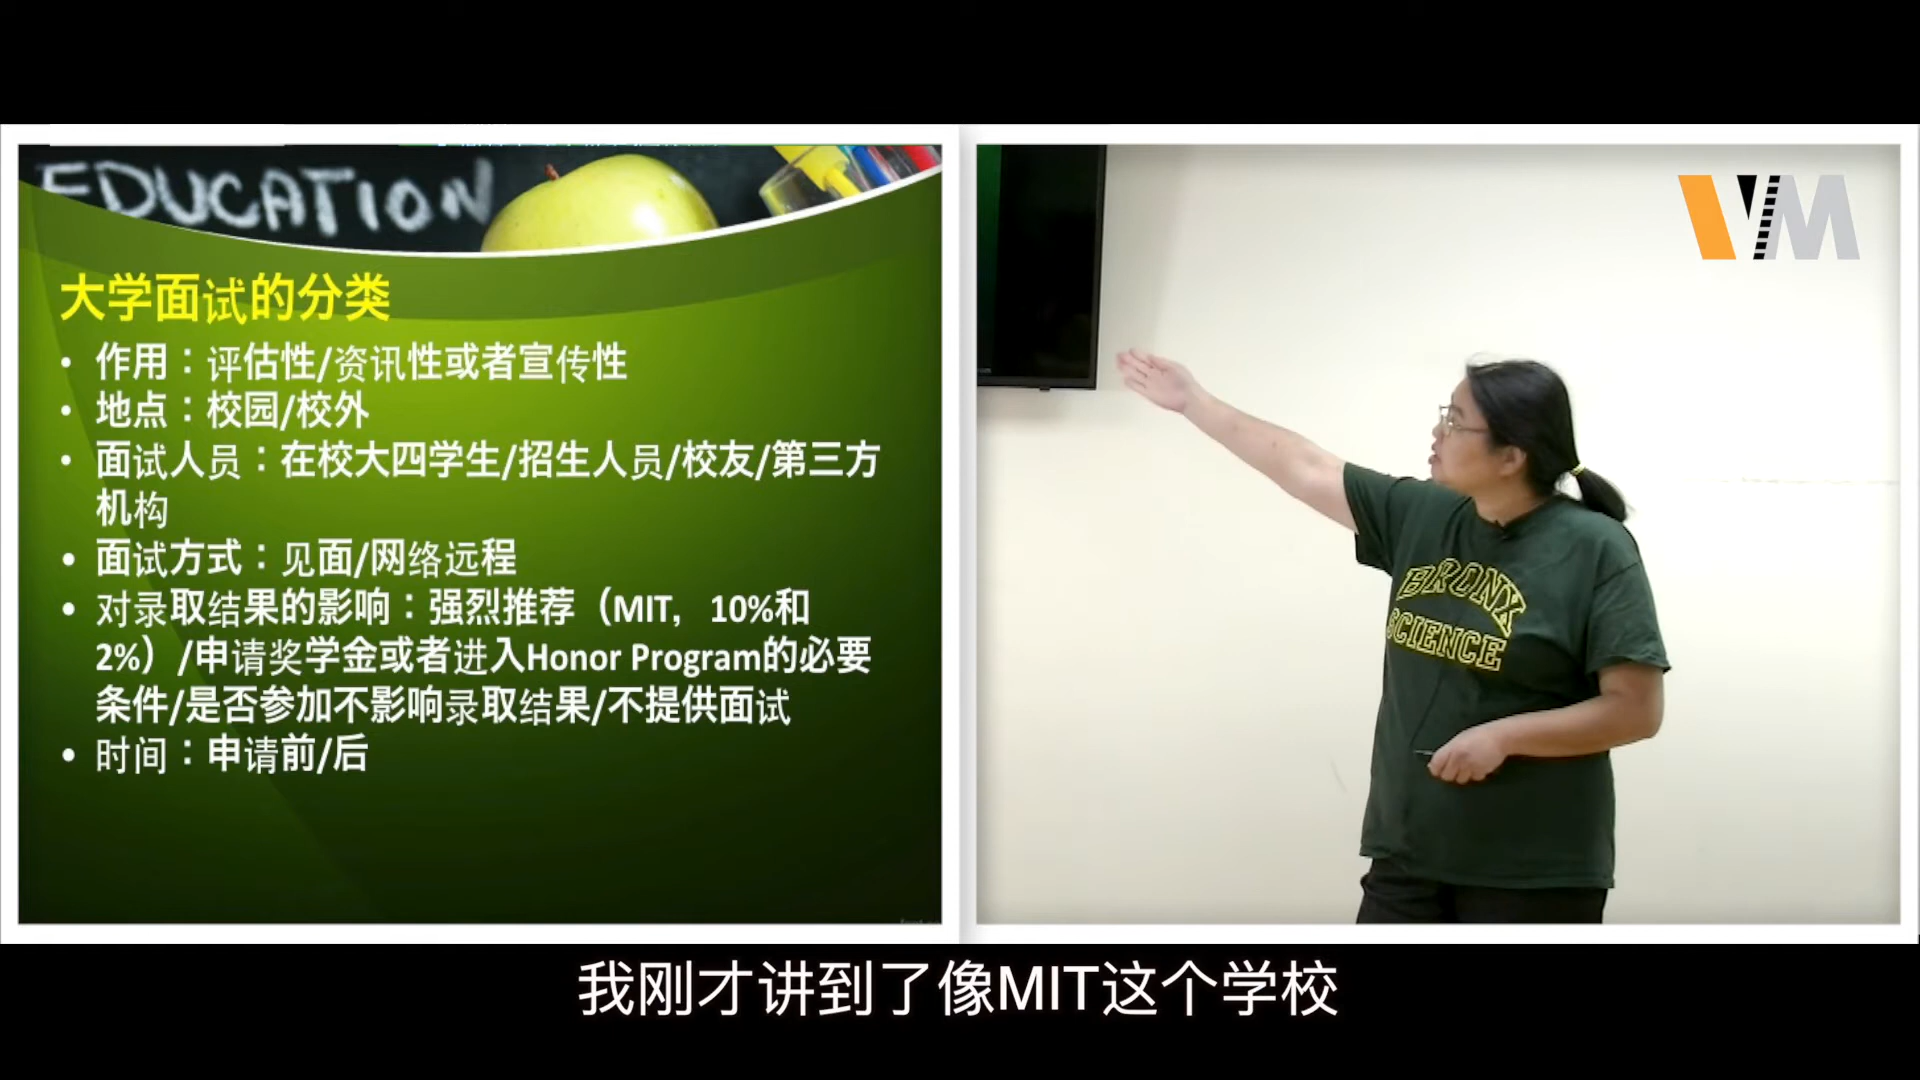 EDUCATION
大学面试的分类
• 作用：评估性/资讯性或者宣传性
• 地点：校园/校外
• 面试人员：在校大四学生/招生人员/校友/第三方
机构
• 面试方式：见面/网络远程
• 对录取结果的影响：强烈推荐（MIT，10%和
2%）/申请奖学金或者进入Honor Program的必要
条件/是否参加不影响录取结果/不提供面试
• 时间：申请前/后
VM
BRONX
SCIENCE
我刚才讲到了像MIT这个学校